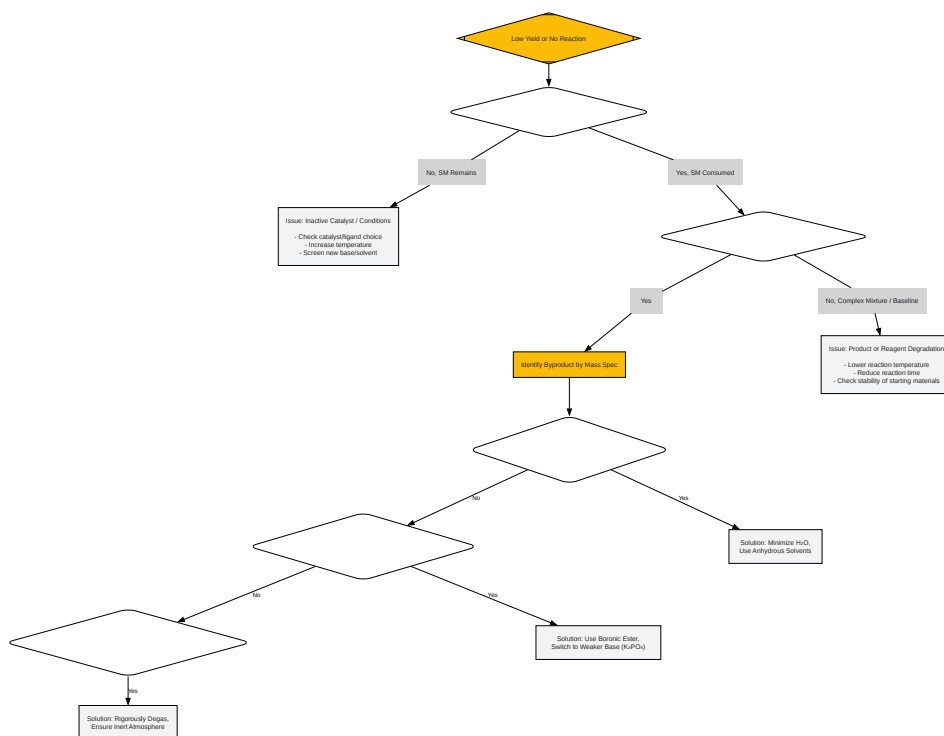 Low Yield or No Reaction
No, SM Remains
Yes, SM Consumed
Issue: Inactive Catalyst / Conditions
- Check catalyst/ligand choice
- Increase temperature
- Screen new base/solvent
Yes
No, Complex Mixture / Baseline
Issue: Product or Reagent Degradation
- Lower reaction temperature
- Reduce reaction time
- Check stability of starting materials
Identify Byproduct by Mass Spec
No
Yes
Solution: Minimize H₂O,
Use Anhydrous Solvents
No
Yes
Solution: Use Boronic Ester,
Switch to Weaker Base (K₃PO₄)
Yes
Solution: Rigorously Degas,
Ensure Inert Atmosphere